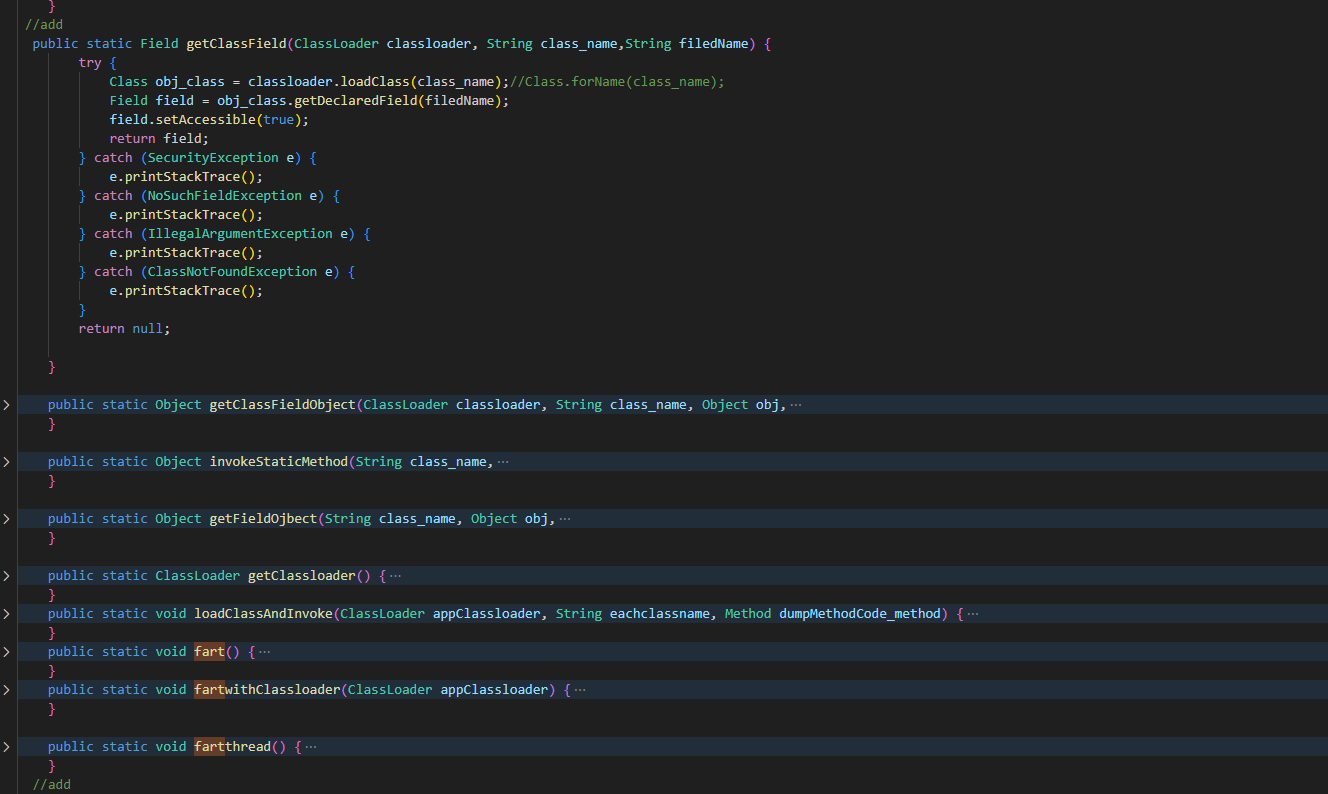 }
//add
public static Field getClassField(ClassLoader classloader, String class_name,String filedName) {
try {
Class obj_class = classloader.loadClass(class_name);//Class.forName(class_name);
Field field = obj_class.getDeclaredField(filedName);
field.setAccessible(true);
return field;
} catch (SecurityException e) {
e.printStackTrace();
} catch (NoSuchFieldException e) {
e.printStackTrace();
} catch (IllegalArgumentException e) {
e.printStackTrace();
} catch (ClassNotFoundException e) {
e.printStackTrace();
}
return null;
}
public static Object getClassFieldObject(ClassLoader classloader, String class_name, Object obj,···
}
public static Object invokeStaticMethod(String class_name,···
}
public static Object getFieldOjbect(String class_name, Object obj,···
}
public static ClassLoader getClassloader() {···
}
public static void loadClassAndInvoke(ClassLoader appClassloader, String eachclassname, Method dumpMethodCode_method) {···
}
public static void fart() {···
}
public static void fartwithClassloader(ClassLoader appClassloader) {···
}
public static void fartthread() {···
}
//add